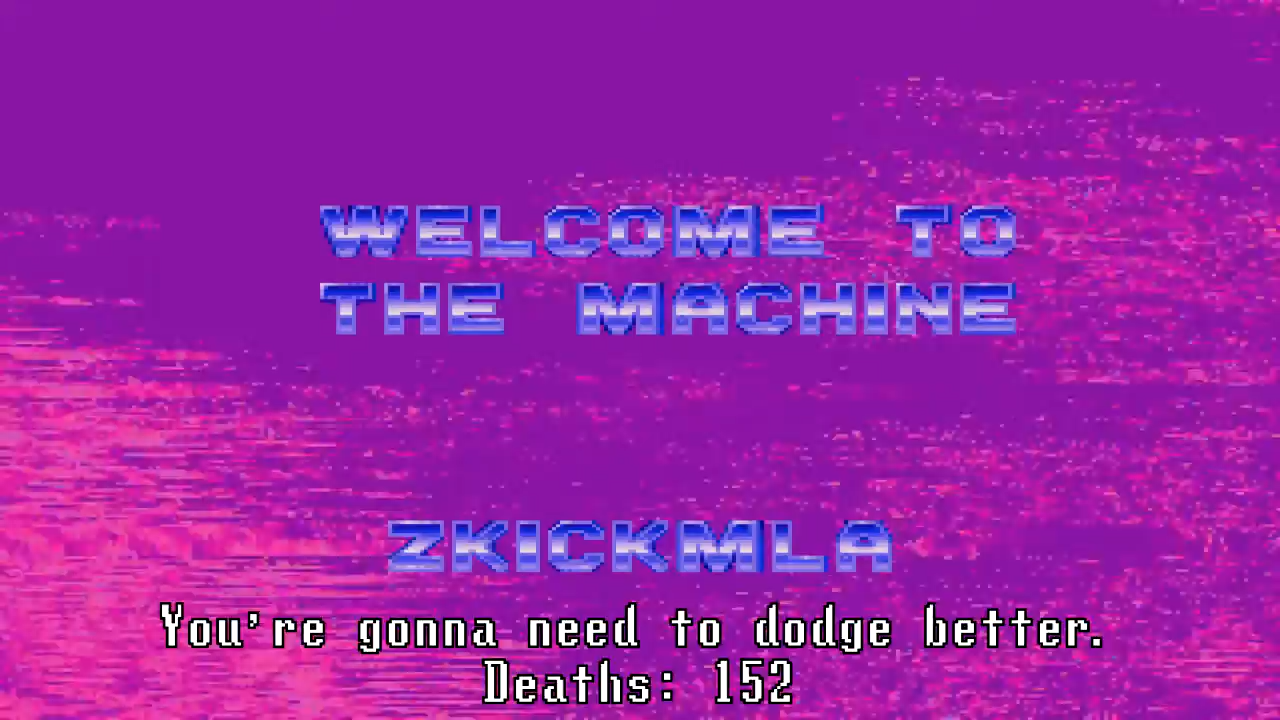 WELCOME TO
THE MACHINE
ZKICKMLA
You're gonna need to dodge better.
Deaths: 152